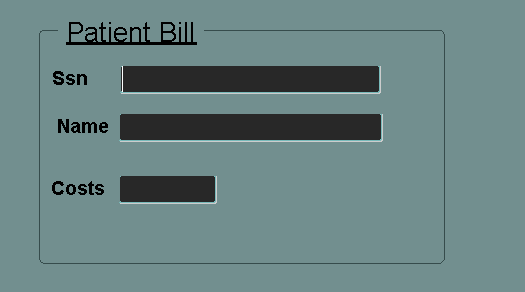 Patient Bill
Ssn
Name
Costs